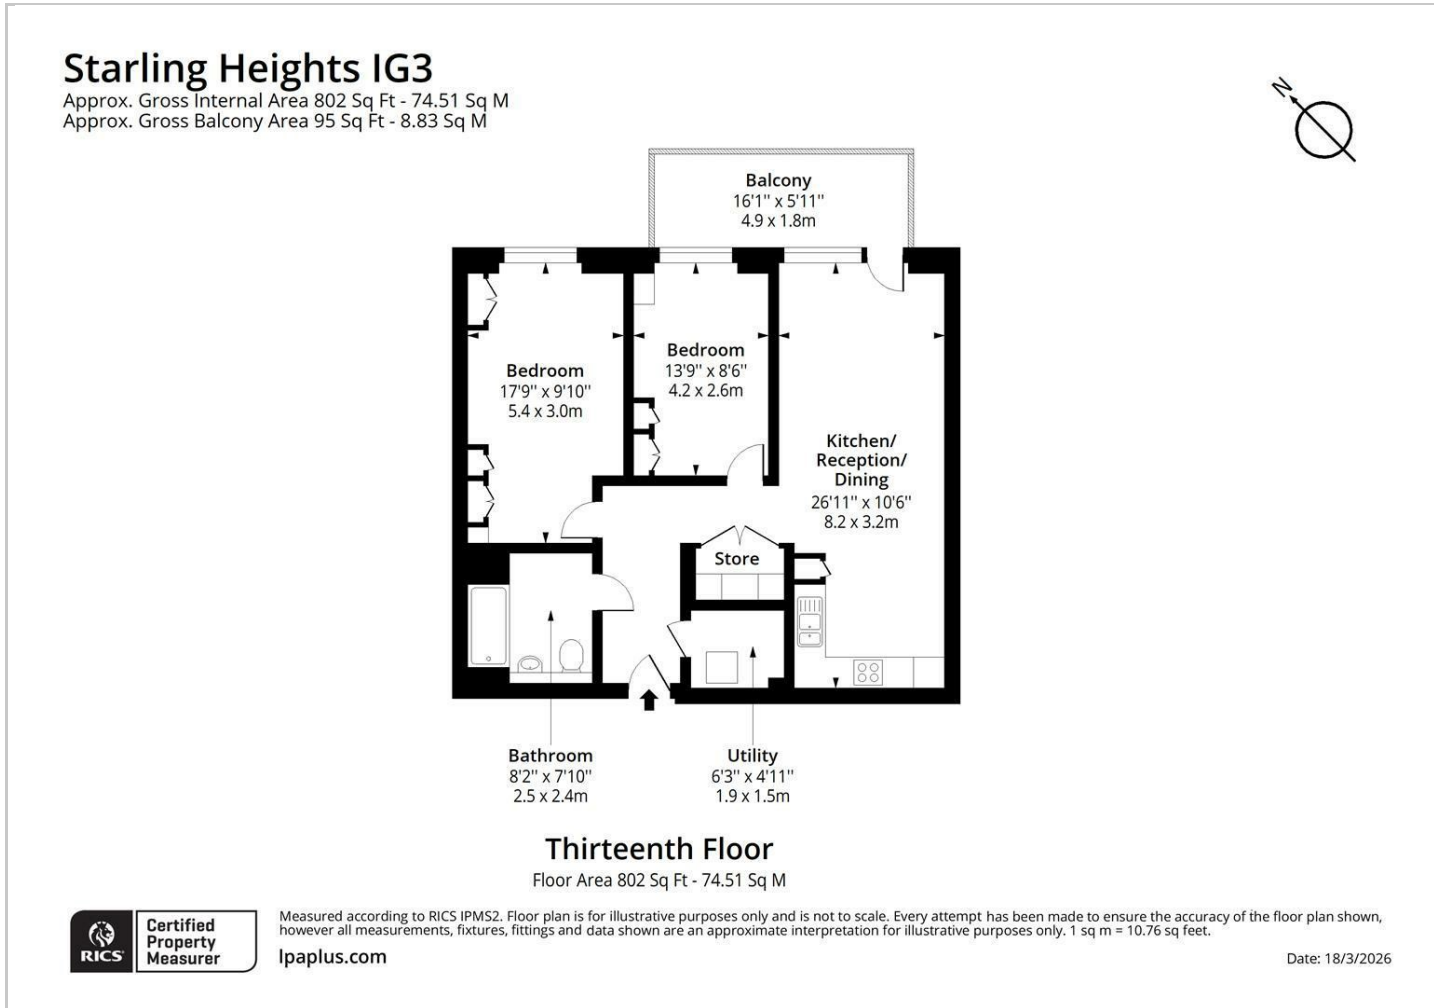 Starling Heights IG3
Approx. Gross Internal Area 802 Sq Ft - 74.51 Sq M
Approx. Gross Balcony Area 95 Sq Ft - 8.83 Sq M
N
Balcony
16'1'' x 5'11''
4.9 x 1.8m
Bedroom
17'9'' x 9'10''
5.4 x 3.0m
Bedroom
13'9'' x 8'6''
4.2 x 2.6m
Kitchen/
Reception/
Dining
26'11'' x 10'6''
8.2 x 3.2m
Store
Bathroom
8'2'' x 7'10''
2.5 x 2.4m
Utility
6'3'' x 4'11''
1.9 x 1.5m
Thirteenth Floor
Floor Area 802 Sq Ft - 74.51 Sq M
RICS
Certified
Property
Measurer
Measured according to RICS IPMS2. Floor plan is for illustrative purposes only and is not to scale. Every attempt has been made to ensure the accuracy of the floor plan shown,
however all measurements, fixtures, fittings and data shown are an approximate interpretation for illustrative purposes only. 1 sq m = 10.76 sq feet.
lpaplus.com
Date: 18/3/2026